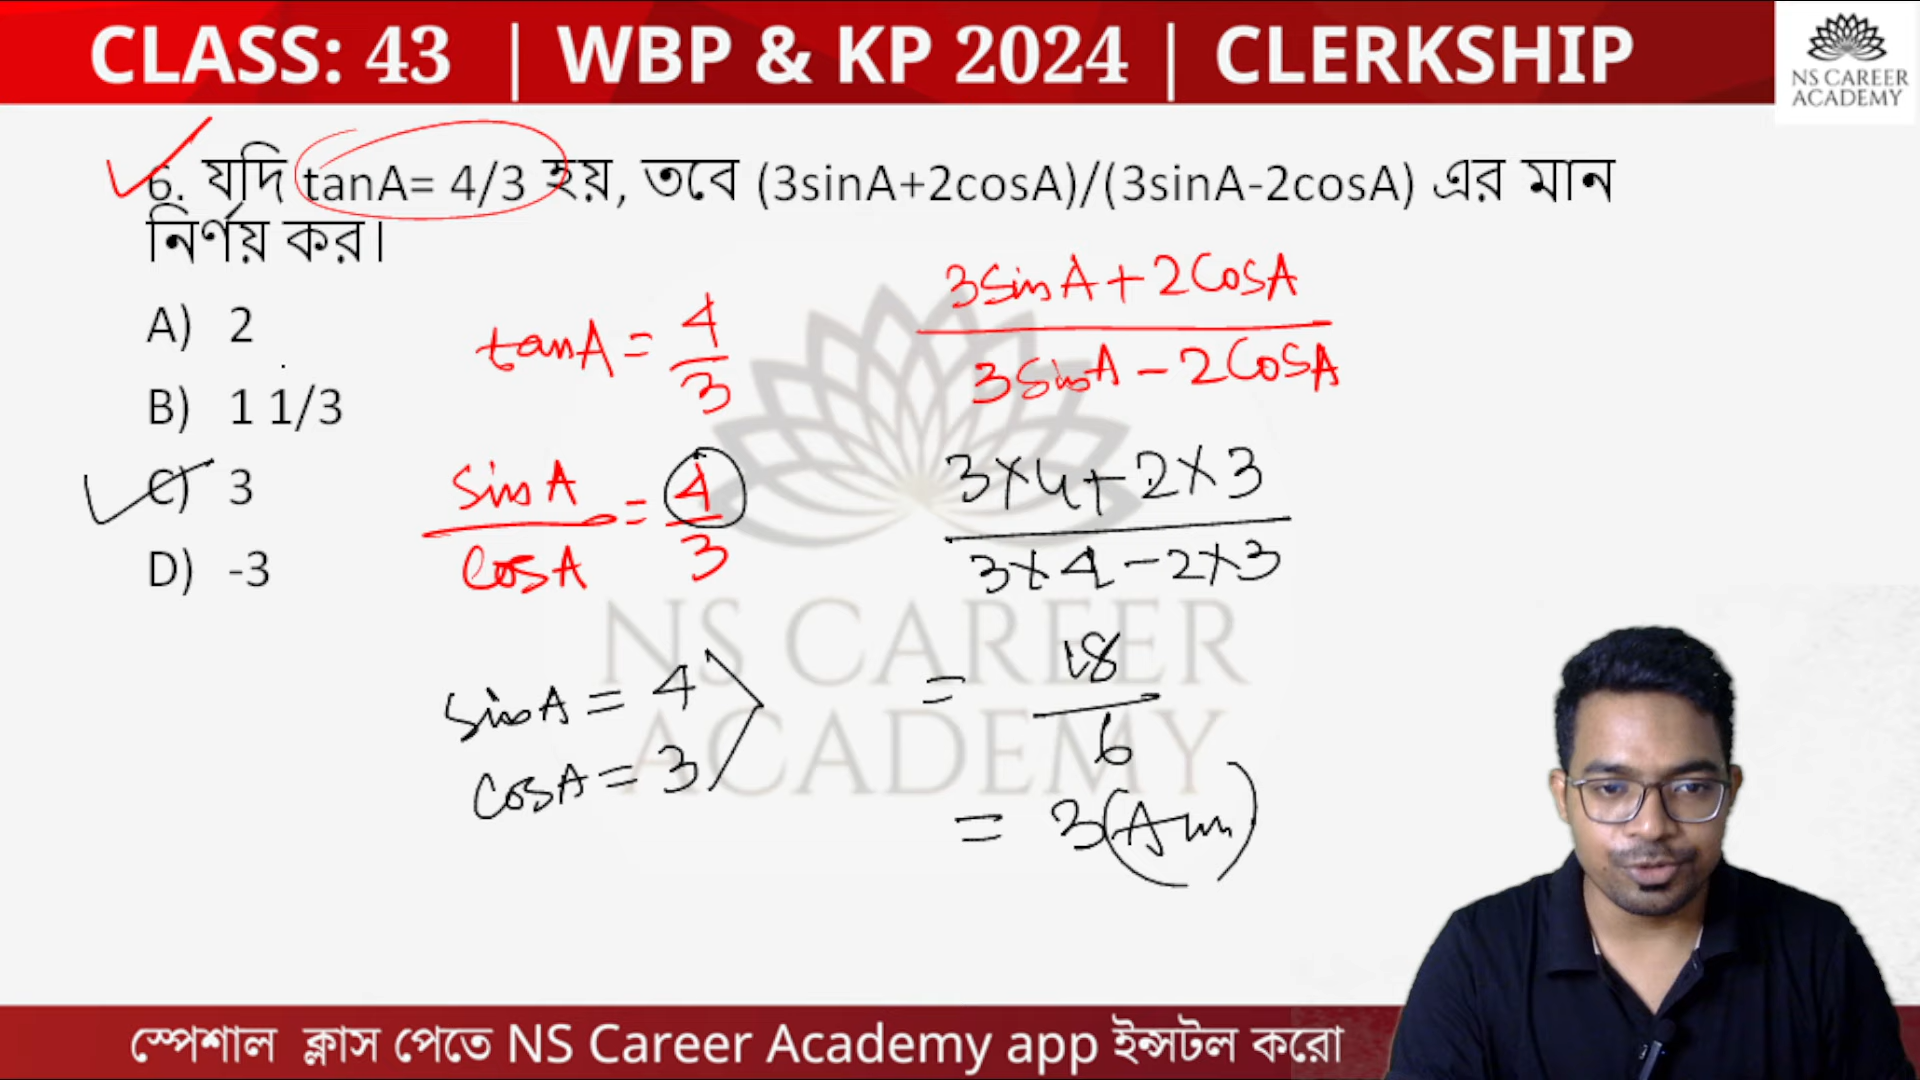 CLASS: 43 | WBP & KP 2024 | CLERKSHIP
NS CAREER
ACADEMY
6. যদি tanA= 4/3 হয়, তবে (3sinA+2cosA)/(3sinA-2cosA) এর মান
নির্ণয় কর।
A) 2
B) 1 1/3
C) 3
D) -3
tanA = 4/3
sinA/cosA = 4/3
sinA = 4
cosA = 3
3sinA + 2cosA
3sinA - 2cosA
3×4+2×3
3×4-2×3
= 18/6
= 3 (Ans)
NS CAREER
ACADEMY
স্পেশাল ক্লাস পেতে NS Career Academy app ইন্সটল করো